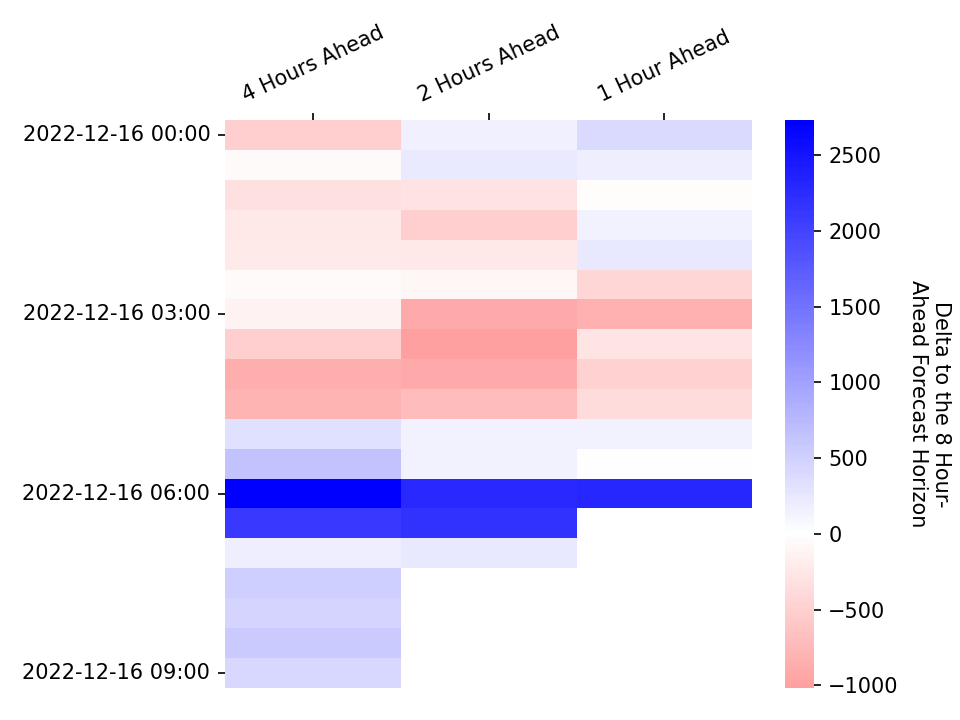 4 Hours Ahead
2 Hours Ahead
1 Hour Ahead
2022-12-16 00:00
2022-12-16 03:00
2022-12-16 06:00
2022-12-16 09:00
2500
2000
1500
1000
500
0
−500
−1000
Delta to the 8 Hour-
Ahead Forecast Horizon